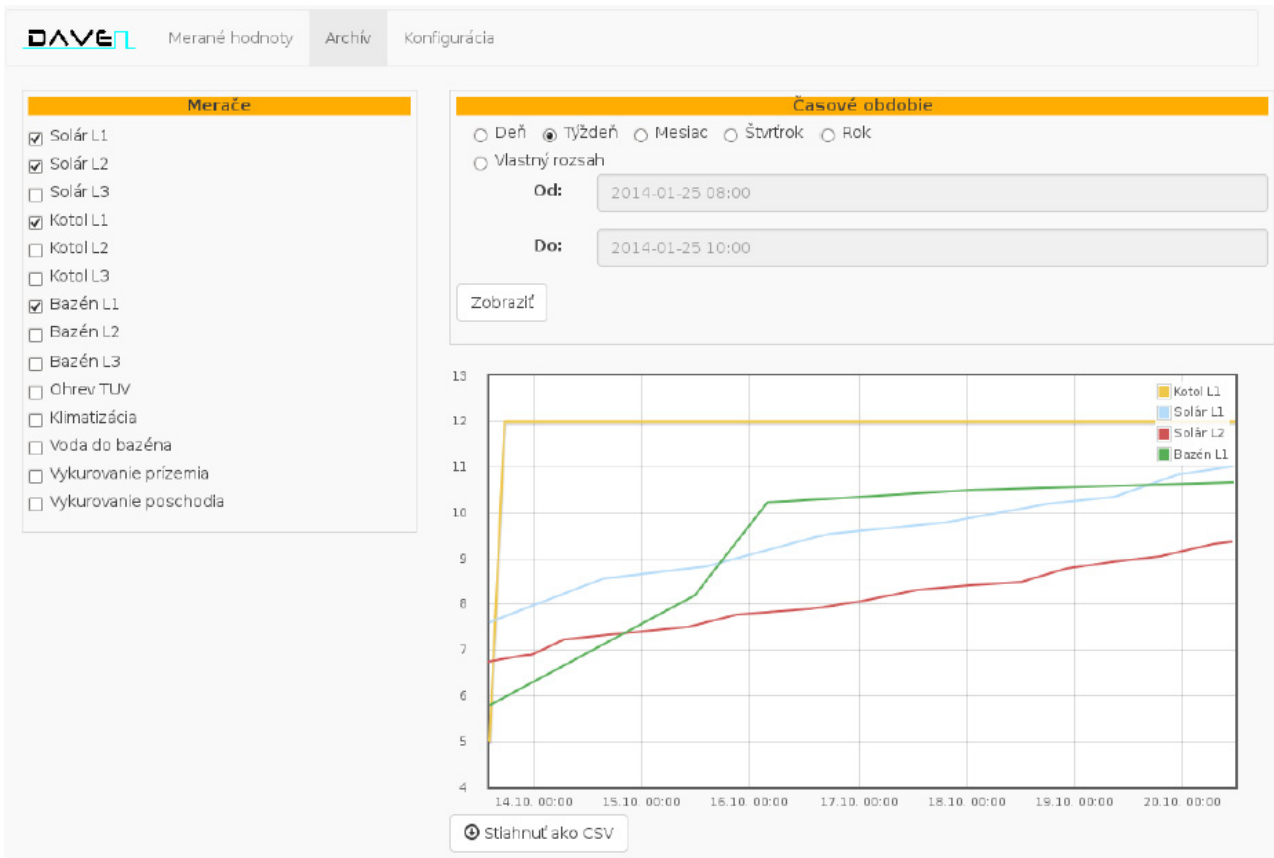 DAVEN Merané hodnoty Archív Konfigurácia
Merače
Solár L1
Solár L2
Solár L3
Kotol L1
Kotol L2
Kotol L3
Bazén L1
Bazén L2
Bazén L3
Ohrev TUV
Klimatizácia
Voda do bazéna
Vykurovanie prízemia
Vykurovanie poschodia
Časové obdobie
Deň Týždeň Mesiac Štvrťrok Rok
Vlastný rozsah
Od: 2014-01-25 08:00
Do: 2014-01-25 10:00
Zobraziť
13
12
11
10
9
8
7
6
5
4
Kotol L1
Solár L1
Solár L2
Bazén L1
14.10. 00:00 15.10. 00:00 16.10. 00:00 17.10. 00:00 18.10. 00:00 19.10. 00:00 20.10. 00:00
Stiahnuť ako CSV